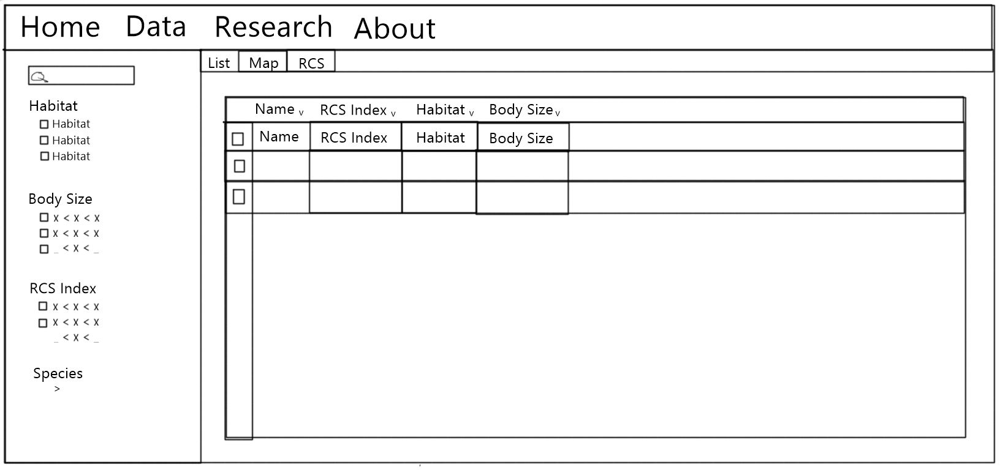 Home Data Research About
List Map RCS
Habitat
Habitat
Habitat
Habitat
Body Size
x < x < x
x < x < x
_ < x < _
RCS Index
x < x < x
x < x < x
_ < x < _
Species
>
Name v RCS Index v Habitat v Body Size v
Name RCS Index Habitat Body Size